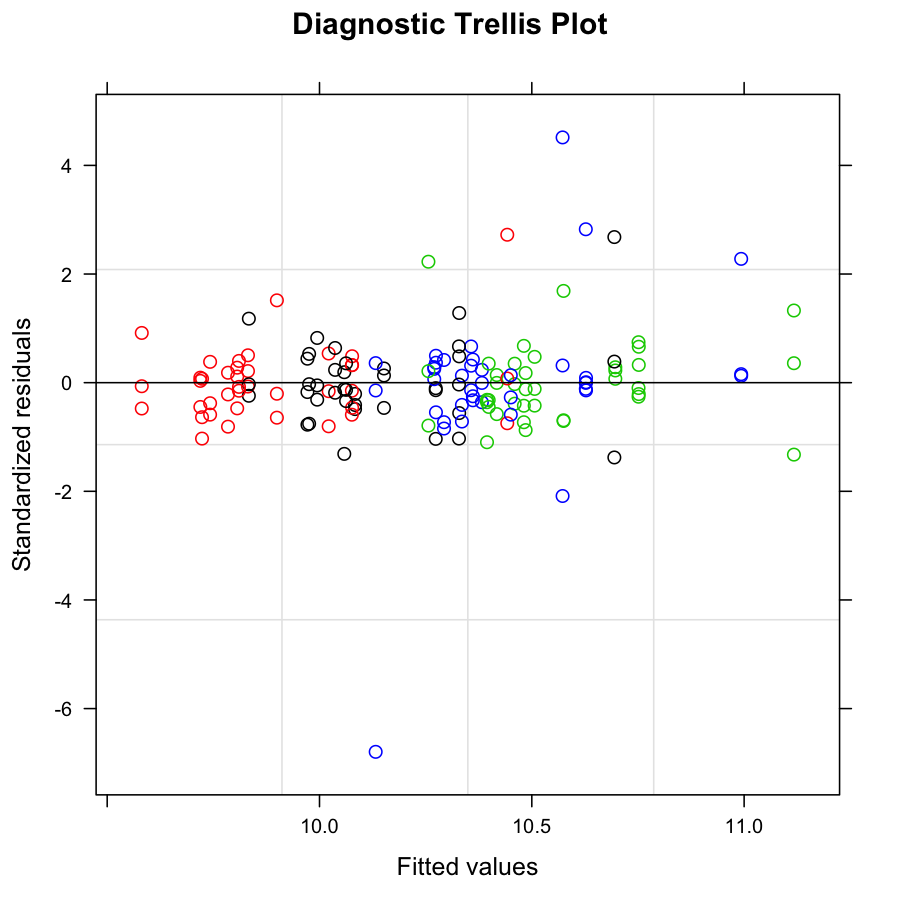 Diagnostic Trellis Plot
Standardized residuals
4
2
0
-2
-4
-6
10.0 10.5 11.0
Fitted values